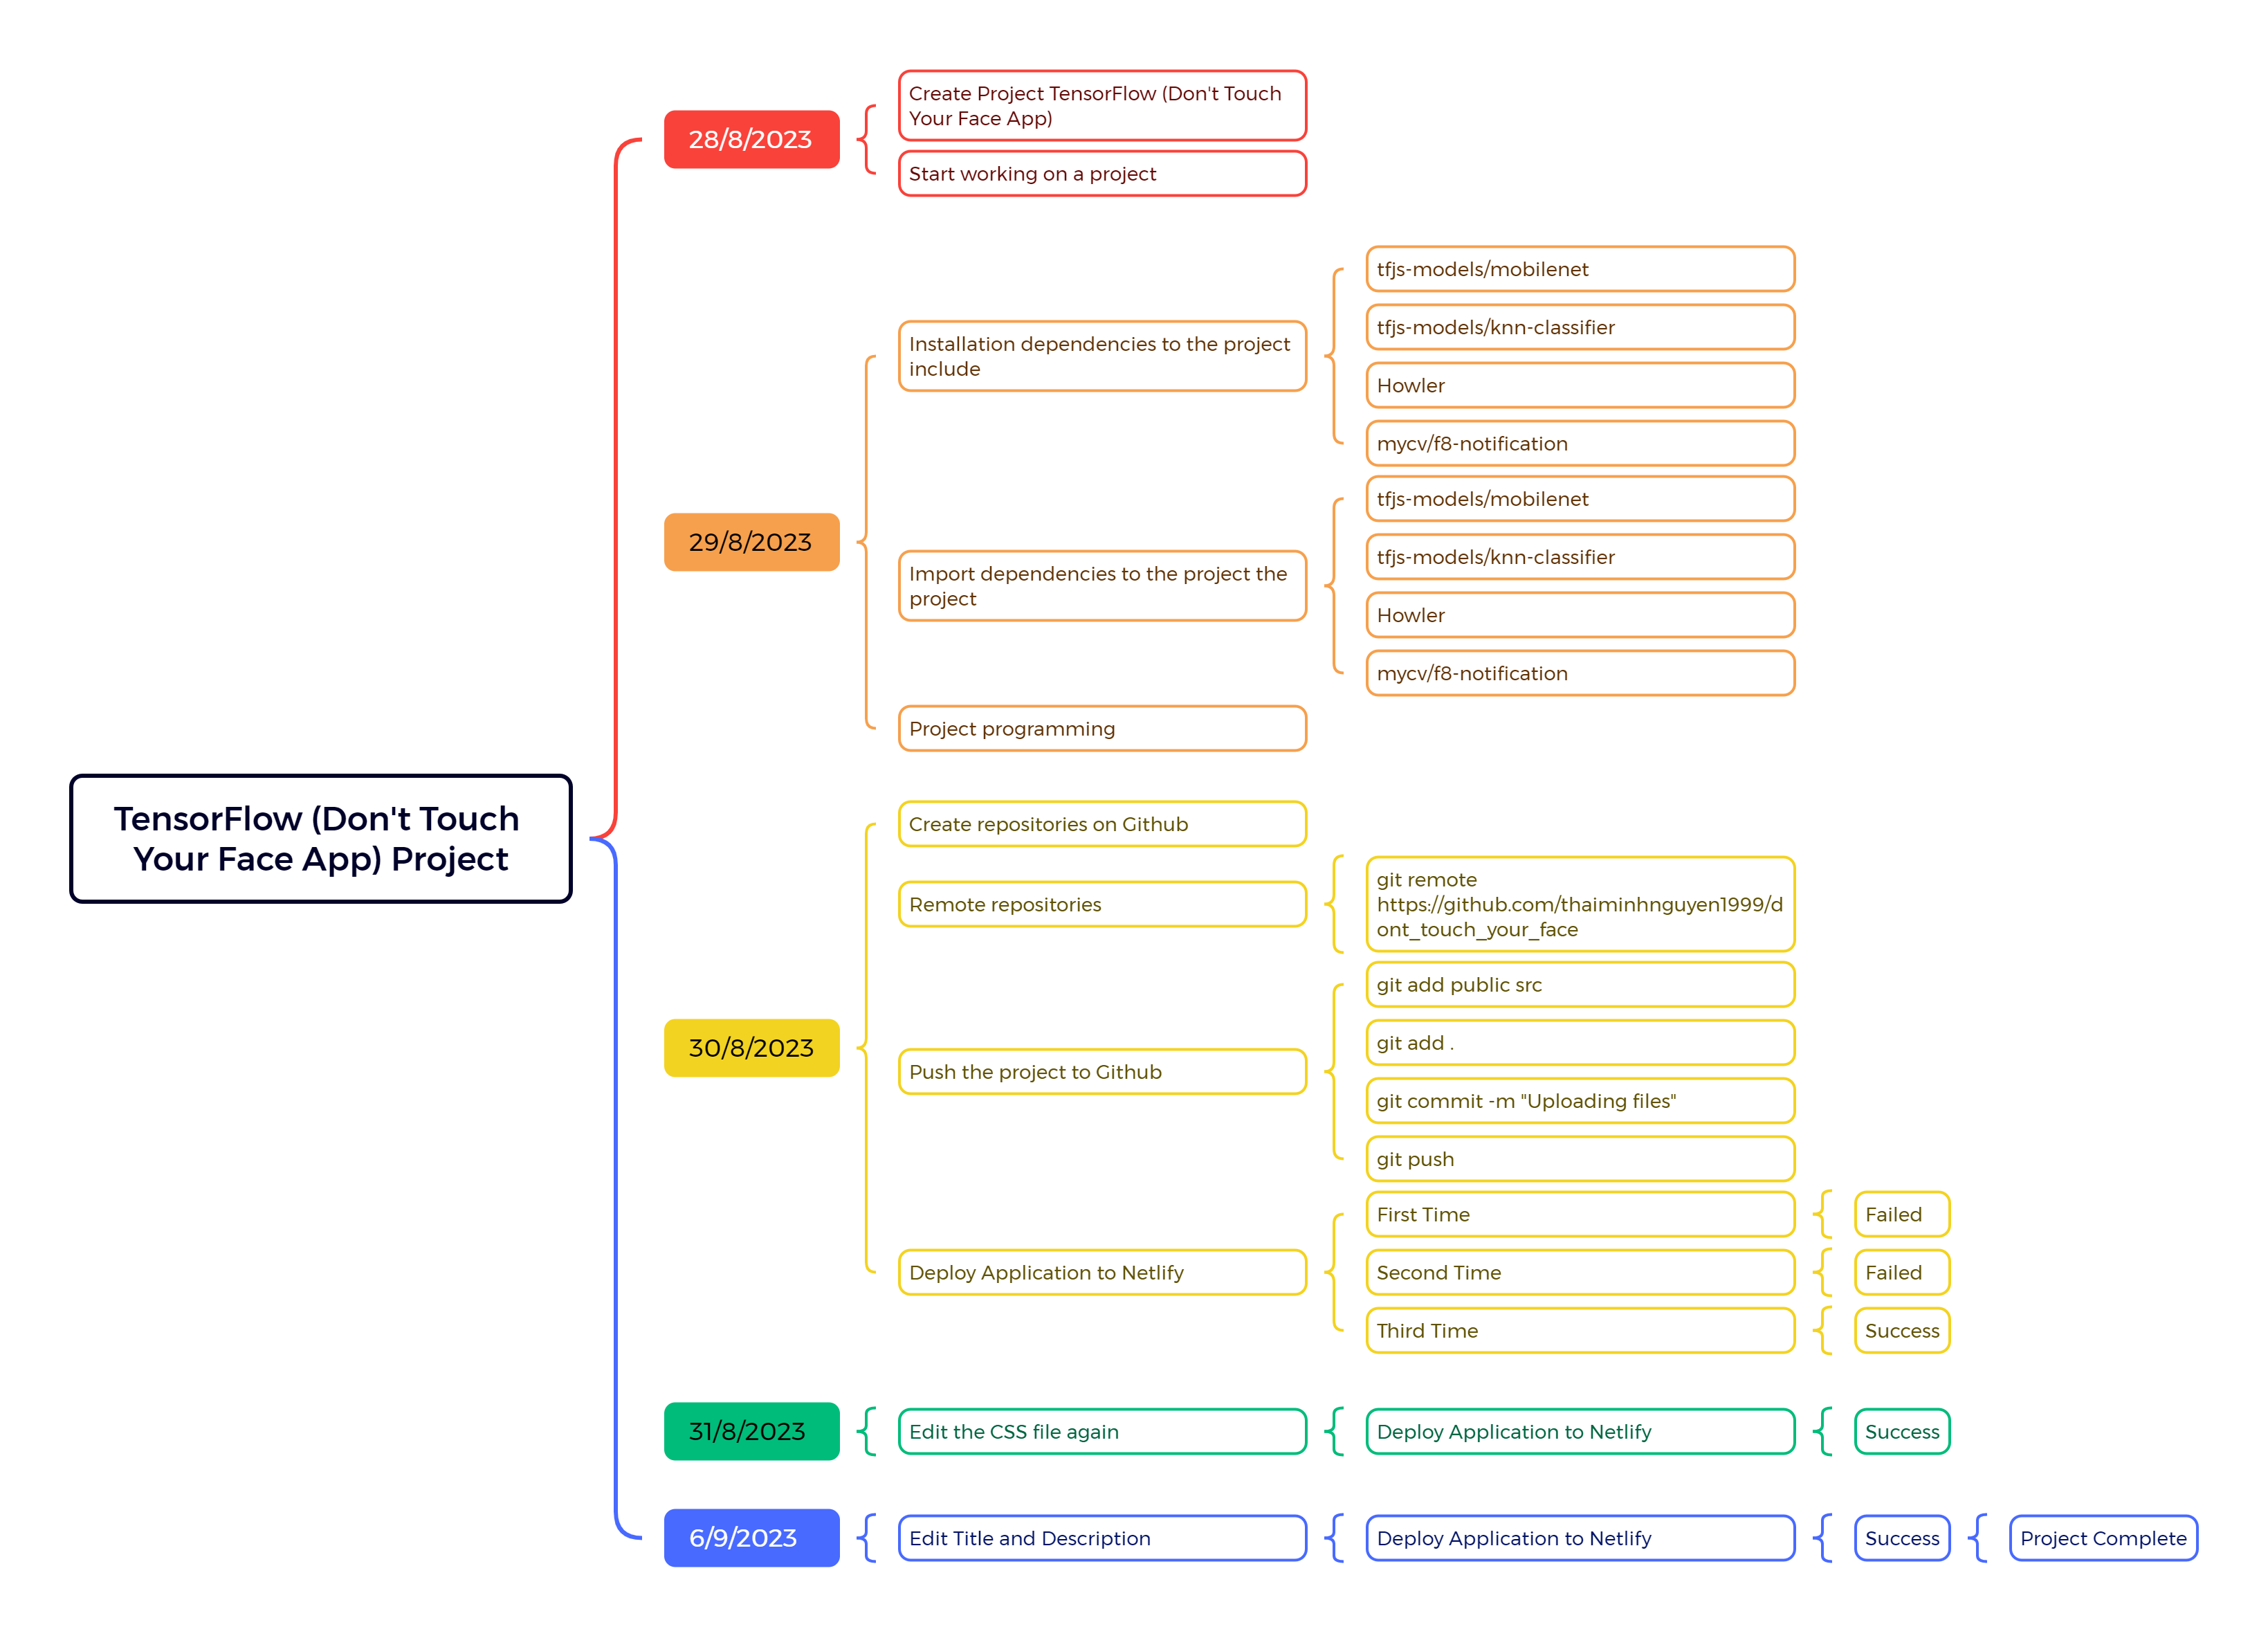 TensorFlow (Don't Touch
Your Face App) Project
28/8/2023
Create Project TensorFlow (Don't Touch
Your Face App)
Start working on a project
29/8/2023
Installation dependencies to the project
include
tfjs-models/mobilenet
tfjs-models/knn-classifier
Howler
mycv/f8-notification
Import dependencies to the project the
project
tfjs-models/mobilenet
tfjs-models/knn-classifier
Howler
mycv/f8-notification
Project programming
30/8/2023
Create repositories on Github
Remote repositories
git remote
https://github.com/thaiminhnguyen1999/d
ont_touch_your_face
Push the project to Github
git add public src
git add .
git commit -m "Uploading files"
git push
Deploy Application to Netlify
First Time
Failed
Second Time
Failed
Third Time
Success
31/8/2023
Edit the CSS file again
Deploy Application to Netlify
Success
6/9/2023
Edit Title and Description
Deploy Application to Netlify
Success
Project Complete